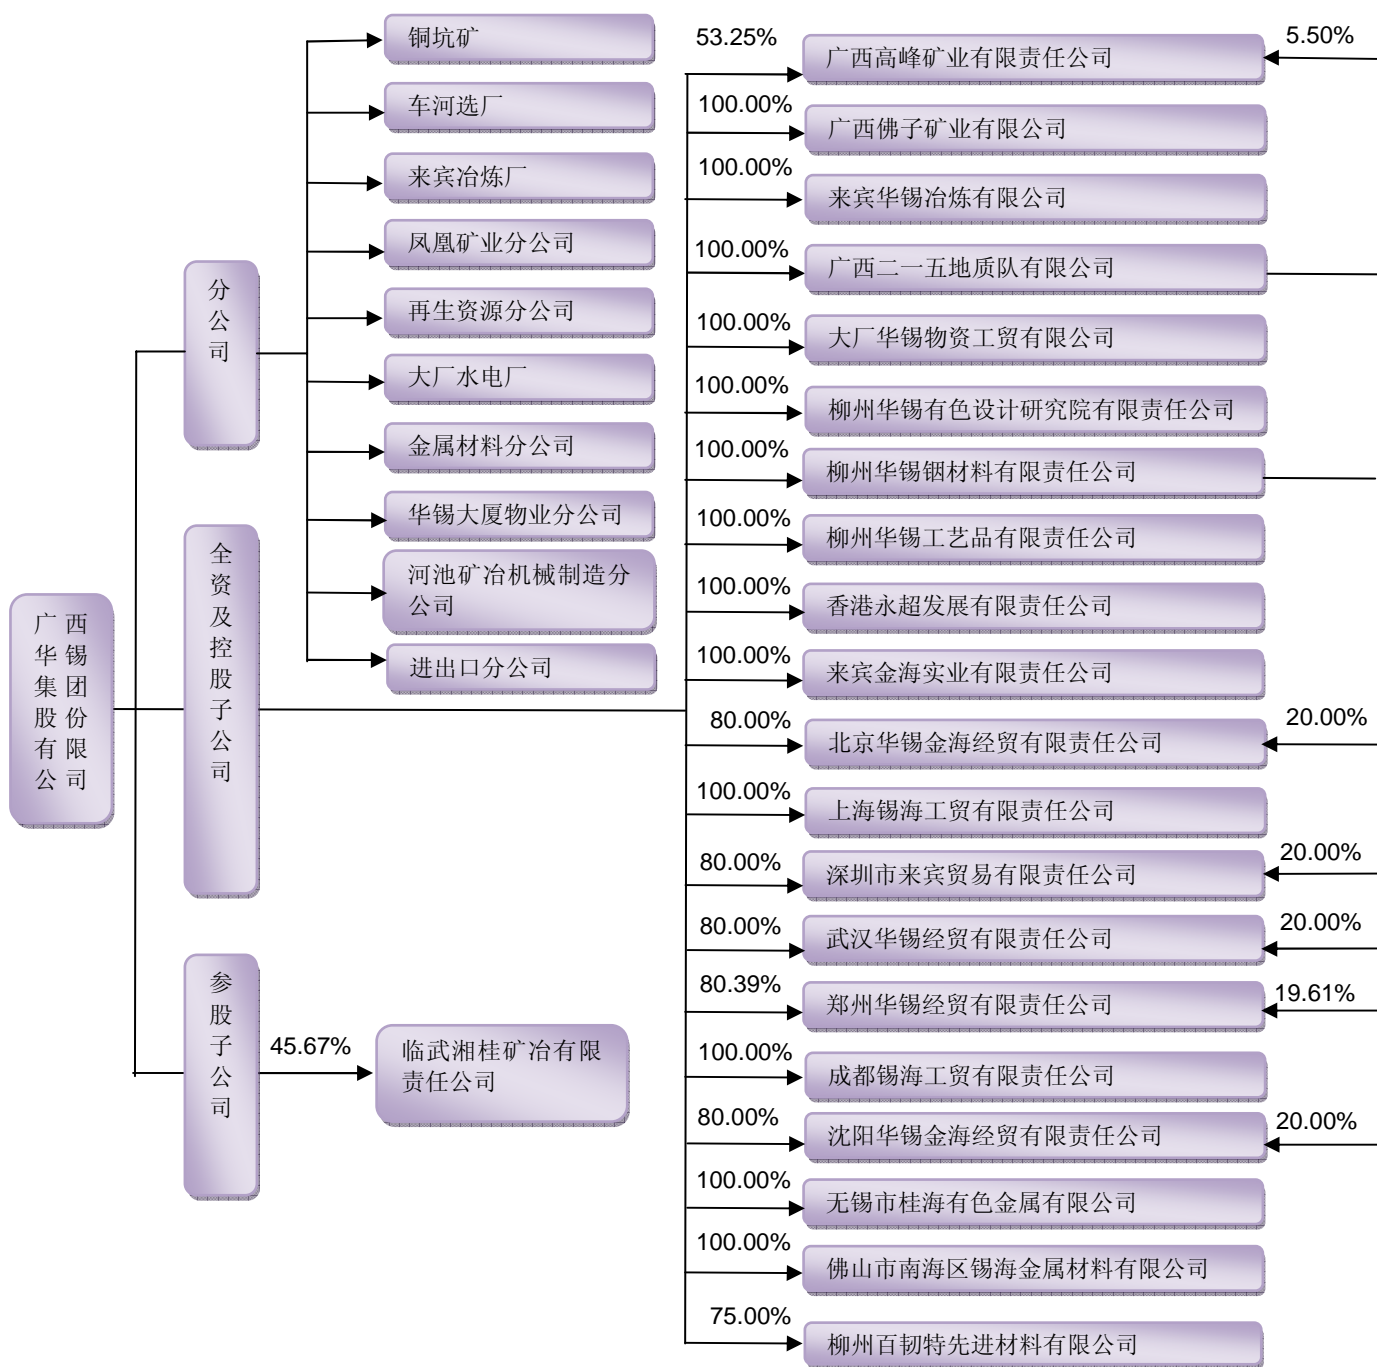 广西
华锡
集团
股份
有限
公司
分公司
全资及控股子公司
参股子公司
铜坑矿
车河选厂
来宾冶炼厂
凤凰矿业分公司
再生资源分公司
大厂水电厂
金属材料分公司
华锡大厦物业分公司
河池矿冶机械制造分
公司
进出口分公司
45.67%
临武湘桂矿冶有限
责任公司
53.25%
广西高峰矿业有限责任公司
5.50%
100.00%
广西佛子矿业有限公司
100.00%
来宾华锡冶炼有限公司
100.00%
广西二一五地质队有限公司
100.00%
大厂华锡物资工贸有限公司
100.00%
柳州华锡有色设计研究院有限责任公司
100.00%
柳州华锡铟材料有限责任公司
100.00%
柳州华锡工艺品有限责任公司
100.00%
香港永超发展有限责任公司
100.00%
来宾金海实业有限责任公司
80.00%
北京华锡金海经贸有限责任公司
20.00%
100.00%
上海锡海工贸有限责任公司
80.00%
深圳市来宾贸易有限责任公司
20.00%
80.00%
武汉华锡经贸有限责任公司
20.00%
80.39%
郑州华锡经贸有限责任公司
19.61%
100.00%
成都锡海工贸有限责任公司
80.00%
沈阳华锡金海经贸有限责任公司
20.00%
100.00%
无锡市桂海有色金属有限公司
100.00%
佛山市南海区锡海金属材料有限公司
75.00%
柳州百韧特先进材料有限公司